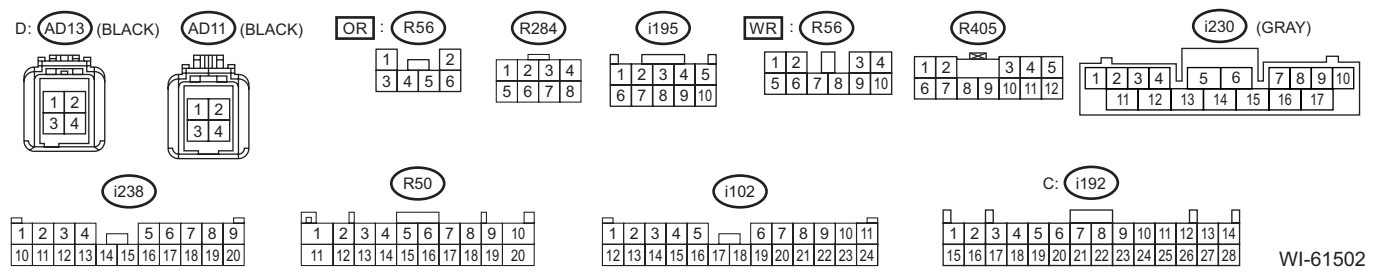 D: AD13 (BLACK) AD11 (BLACK) OR : R56 R284 i195 WR : R56 R405 i230 (GRAY)
1 2
3 4
1 2
3 4
1 2
3 4 5 6
1 2 3 4
5 6 7 8
1 2 3 4 5
6 7 8 9 10
1 2 3 4
5 6 7 8 9 10
1 2 3 4 5
6 7 8 9 10 11 12
1 2 3 4 5 6 7 8 9 10
11 12 13 14 15 16 17
i238 R50 i102 C: i192
1 2 3 4 5 6 7 8 9
10 11 12 13 14 15 16 17 18 19 20
1 2 3 4 5 6 7 8 9 10
11 12 13 14 15 16 17 18 19 20
1 2 3 4 5 6 7 8 9 10 11
12 13 14 15 16 17 18 19 20 21 22 23 24
1 2 3 4 5 6 7 8 9 10 11 12 13 14
15 16 17 18 19 20 21 22 23 24 25 26 27 28
WI-61502